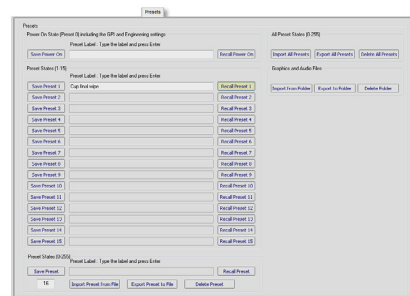 Presets
Presets
Power On State (Preset 0) including the GPI and Engineering settings
Preset Label : Type the label and press Enter
Save Power On
Recall Power On
Preset States (1-15)
Preset Label : Type the label and press Enter
Save Preset 1
Cup final wipe
Recall Preset 1
Save Preset 2
Recall Preset 2
Save Preset 3
Recall Preset 3
Save Preset 4
Recall Preset 4
Save Preset 5
Recall Preset 5
Save Preset 6
Recall Preset 6
Save Preset 7
Recall Preset 7
Save Preset 8
Recall Preset 8
Save Preset 9
Recall Preset 9
Save Preset 10
Recall Preset 10
Save Preset 11
Recall Preset 11
Save Preset 12
Recall Preset 12
Save Preset 13
Recall Preset 13
Save Preset 14
Recall Preset 14
Save Preset 15
Recall Preset 15
Preset States (0-255)
Preset Label : Type the label and press Enter
Save Preset
Recall Preset
16
Import Preset from File
Export Preset to File
Delete Preset
All Preset States (0-255)
Import All Presets
Export All Presets
Delete All Presets
Graphics and Audio Files
Import from Folder
Export to Folder
Delete Folder